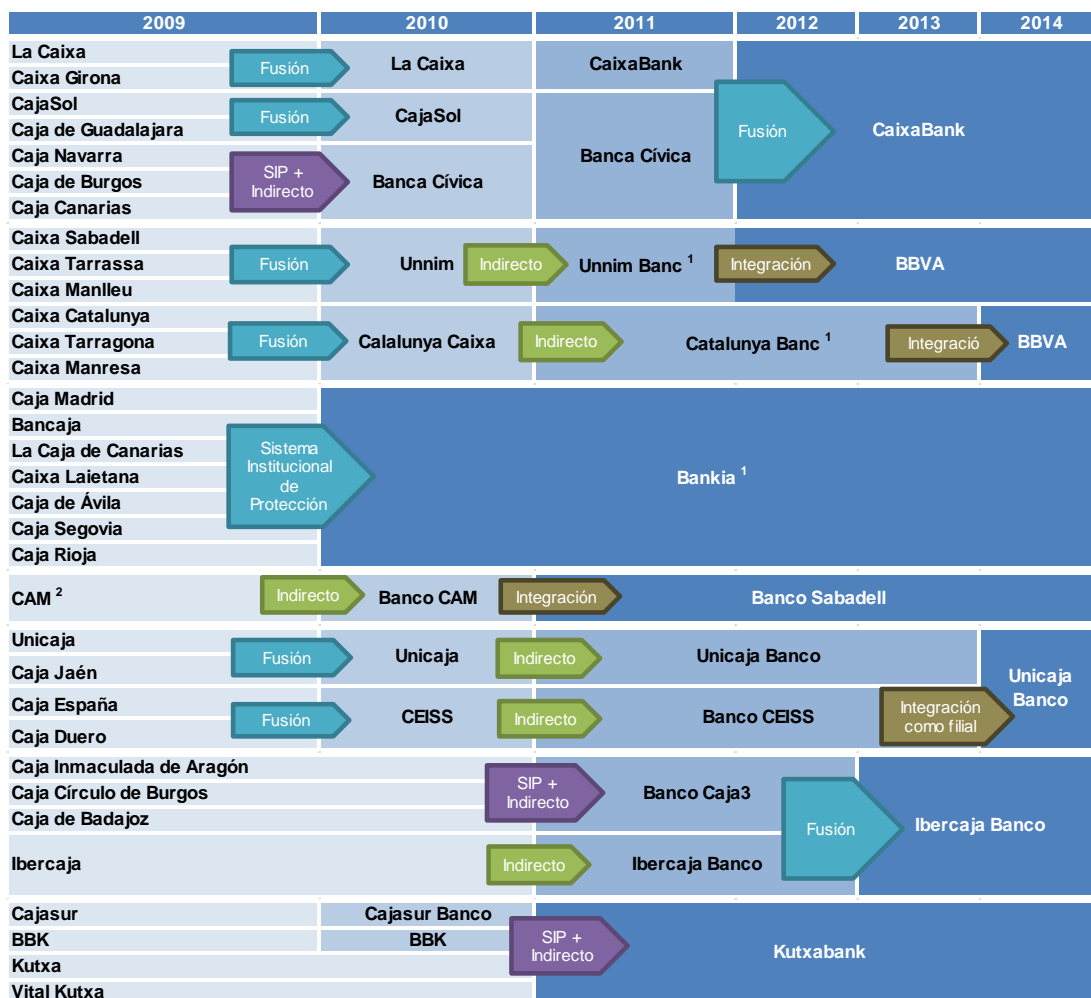 2009 2010 2011 2012 2013 2014
La Caixa
Caixa Girona
Fusión
La Caixa
CaixaBank
CajaSol
Caja de Guadalajara
Fusión
CajaSol
Caja Navarra
Caja de Burgos
Caja Canarias
SIP +
Indirecto
Banca Cívica
Banca Cívica
Fusión
CaixaBank
Caixa Sabadell
Caixa Tarrassa
Caixa Manlleu
Fusión
Unnim
Indirecto
Unnim Banc 1
Integración
BBVA
Caixa Catalunya
Caixa Tarragona
Caixa Manresa
Fusión
Calalunya Caixa
Indirecto
Catalunya Banc 1
Integració
BBVA
Caja Madrid
Bancaja
La Caja de Canarias
Caixa Laietana
Caja de Ávila
Caja Segovia
Caja Rioja
Sistema
Institucional
de
Protección
Bankia 1
CAM 2
Indirecto
Banco CAM
Integración
Banco Sabadell
Unicaja
Caja Jaén
Fusión
Unicaja
Indirecto
Unicaja Banco
Caja España
Caja Duero
Fusión
CEISS
Indirecto
Banco CEISS
Integración
como filial
Unicaja
Banco
Caja Inmaculada de Aragón
Caja Círculo de Burgos
Caja de Badajoz
SIP +
Indirecto
Banco Caja3
Ibercaja
Indirecto
Ibercaja Banco
Fusión
Ibercaja Banco
Cajasur
Cajasur Banco
BBK
BBK
Kutxa
Vital Kutxa
SIP +
Indirecto
Kutxabank